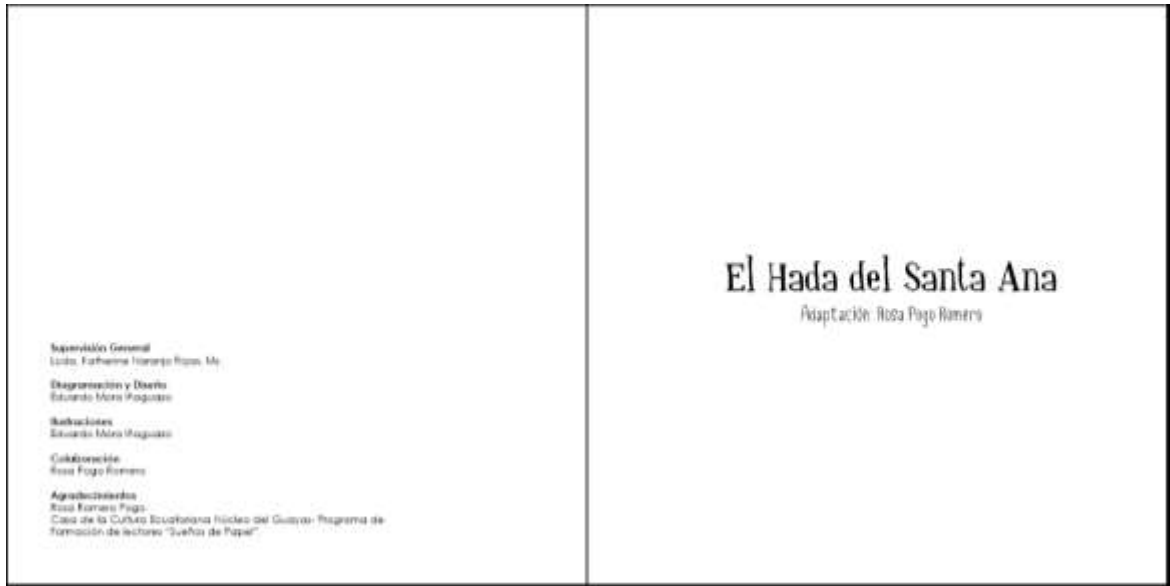 Supervisión General
Lcda. Katherine Naranjo Rojas, Ms.
Diagramación y Diseño
Eduardo Mora
Ilustraciones
Eduardo Mora
Colaboración
Rosa Pogo Romero
Agradecimientos
Rosa Romero Pogo
Casa de la Cultura Ecuatoriana Núcleo del Guayas- Programa de
Formación de lectores "Sueños de Papel".
El Hada del Santa Ana
Adaptación: Rosa Pogo Romero